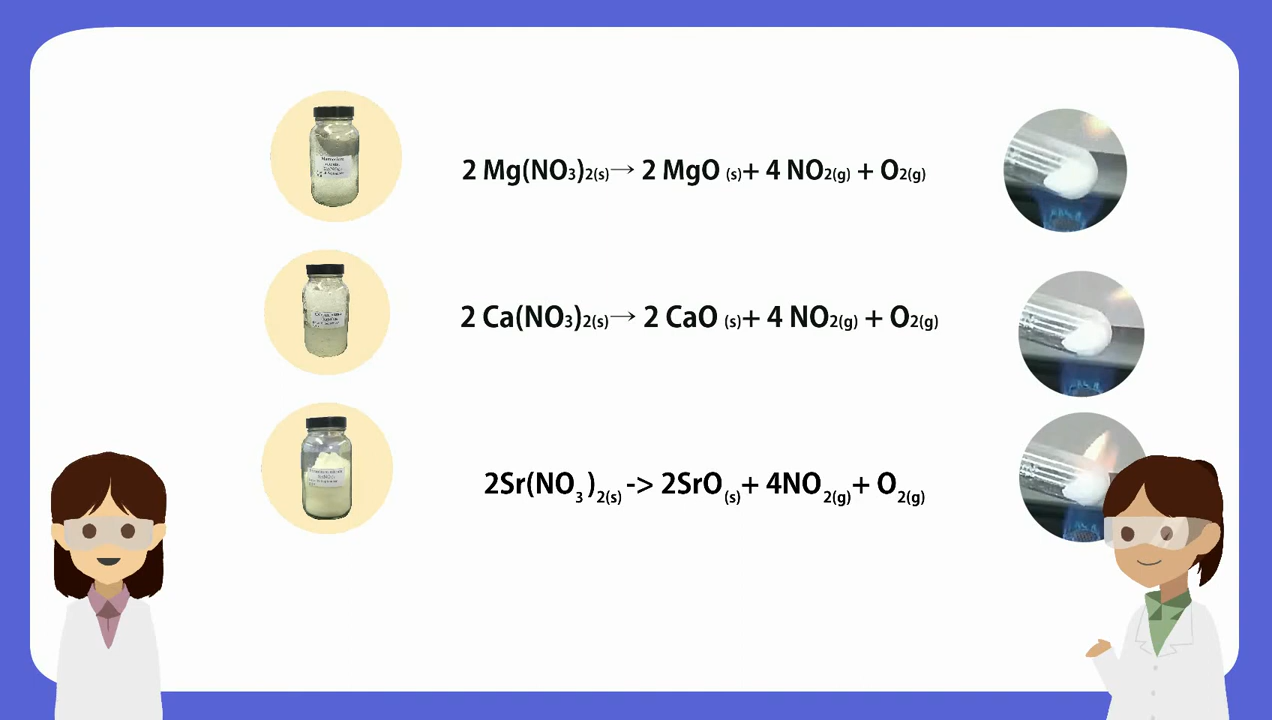 2 Mg(NO3)2(s)→ 2 MgO (s)+ 4 NO2(g) + O2(g)
2 Ca(NO3)2(s)→ 2 CaO (s)+ 4 NO2(g) + O2(g)
2Sr(NO3)2(s) -> 2SrO(s)+ 4NO2(g)+ O2(g)